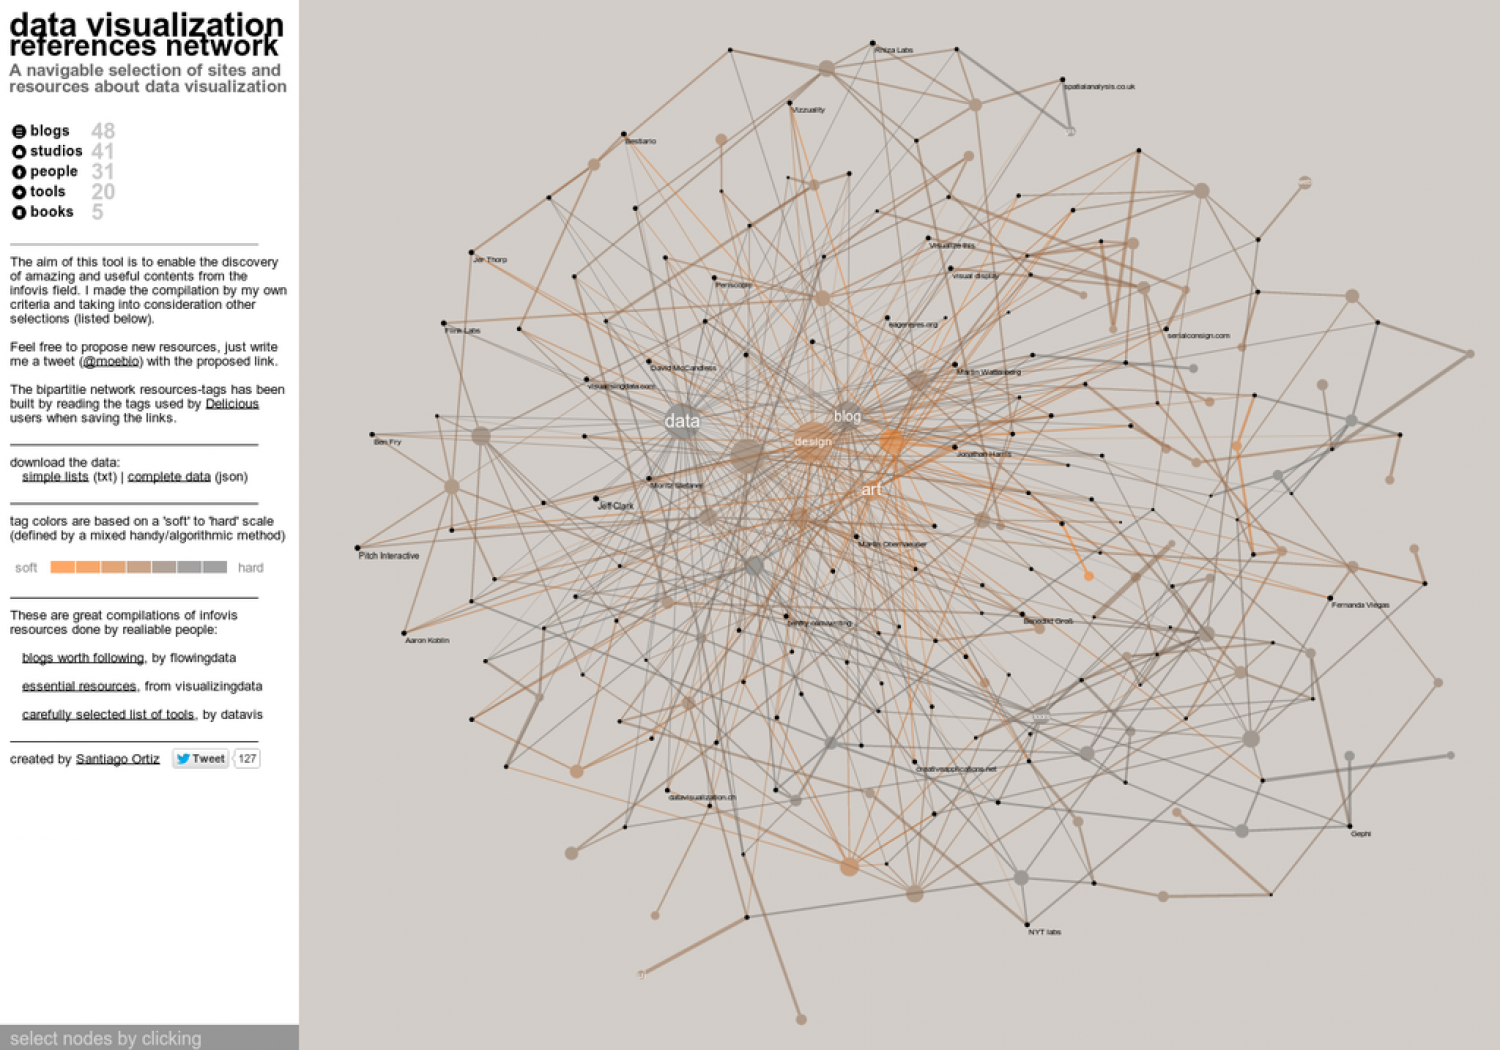 data visualization
references network
A navigable selection of sites and
resources about data visualization
blogs 48
studios 41
people 31
tools 20
books 5
The aim of this tool is to enable the discovery
of amazing and useful contents from the
infovis field. I made the compilation by my own
criteria and taking into consideration other
selections (listed below).
Feel free to propose new resources, just write
me a tweet (@moebio) with the proposed link.
The bipartitie network resources-tags has been
built by reading the tags used by Delicious
users when saving the links.
download the data:
simple lists (txt) | complete data (json)
tag colors are based on a 'soft' to 'hard' scale
(defined by a mixed handy/algorithmic method)
soft hard
These are great compilations of infovis
resources done by realiable people:
blogs worth following, by flowingdata
essential resources, from visualizingdata
carefully selected list of tools, by datavis
created by Santiago Ortiz Tweet 127
select nodes by clicking
spatialanalysis.co.uk
Vizzuality
Bestiario
Visualize this
Jer Thorp
visual display
Periscopic
eagereyes.org
serialconsign.com
David McCandless
Martin Wattenberg
visualisingdata.com
blog
data
design
Ben Fry
Jonathan Harris
Moritz Stefaner
art
Jeff Clark
Martin Oberhaeuser
Pitch Interactive
Fernanda Viegas
Benedikt Groß
Aaron Koblin
creativeapplications.net
datavisualization.ch
Gephi
NYT labs